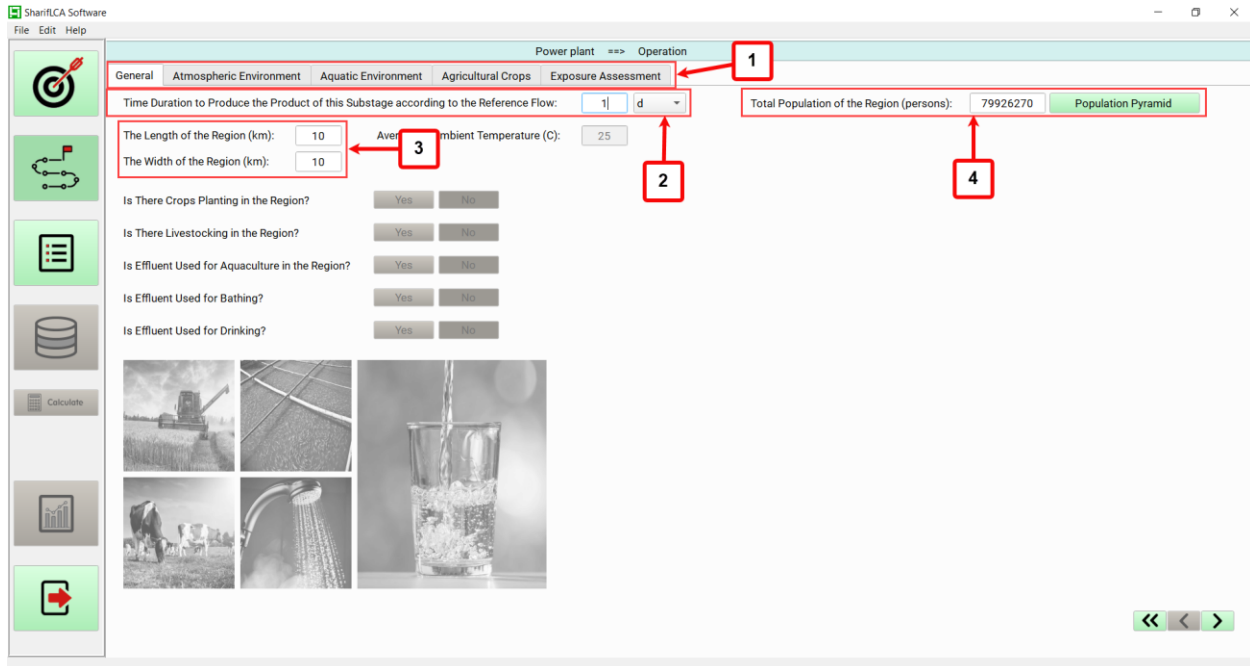 SharifLCA Software
File Edit Help
Power plant ==> Operation
1
General Atmospheric Environment Aquatic Environment Agricultural Crops Exposure Assessment
Time Duration to Produce the Product of this Substage according to the Reference Flow: 1 d
Total Population of the Region (persons): 79926270 Population Pyramid
The Length of the Region (km): 10
mbient Temperature (C): 25
3
The Width of the Region (km): 10
2
4
Is There Crops Planting in the Region? Yes No
Is There Livestocking in the Region? Yes No
Is Effluent Used for Aquaculture in the Region? Yes No
Is Effluent Used for Bathing? Yes No
Is Effluent Used for Drinking? Yes No
Calculate